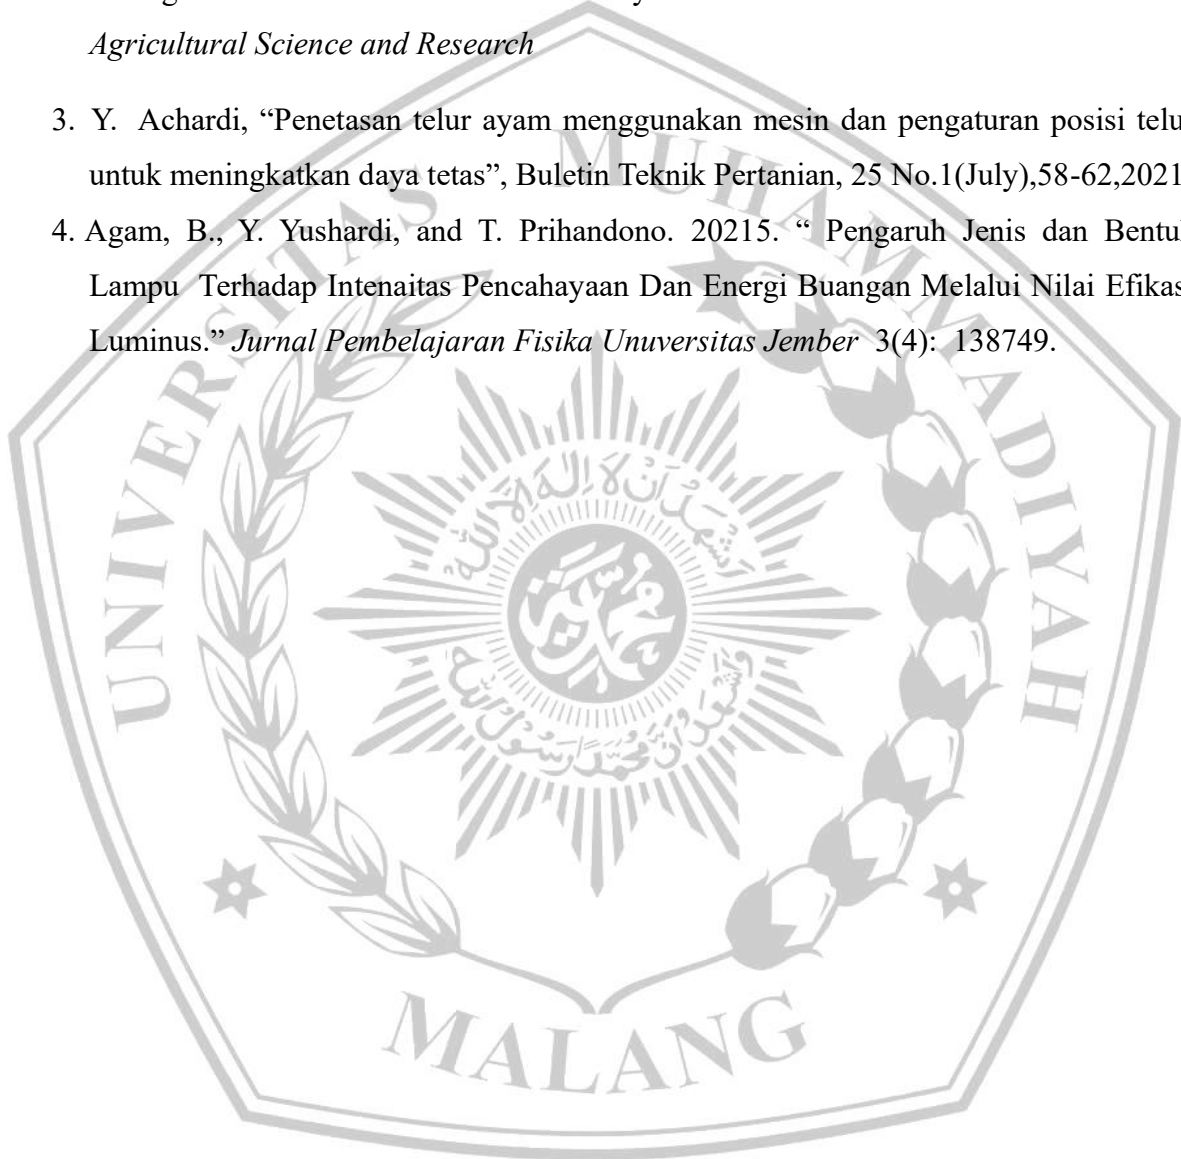 Agricultural Science and Research
3. Y. Achardi, “Penetasan telur ayam menggunakan mesin dan pengaturan posisi telu
untuk meningkatkan daya tetas”, Buletin Teknik Pertanian, 25 No.1(July),58-62,2021
4. Agam, B., Y. Yushardi, and T. Prihandono. 20215. “ Pengaruh Jenis dan Bentu
Lampu Terhadap Intenaitas Pencahayaan Dan Energi Buangan Melalui Nilai Efikas
Luminus.” Jurnal Pembelajaran Fisika Unuversitas Jember 3(4): 138749.
UNIVERSITAS MUHAMMADIYAH
MALANG